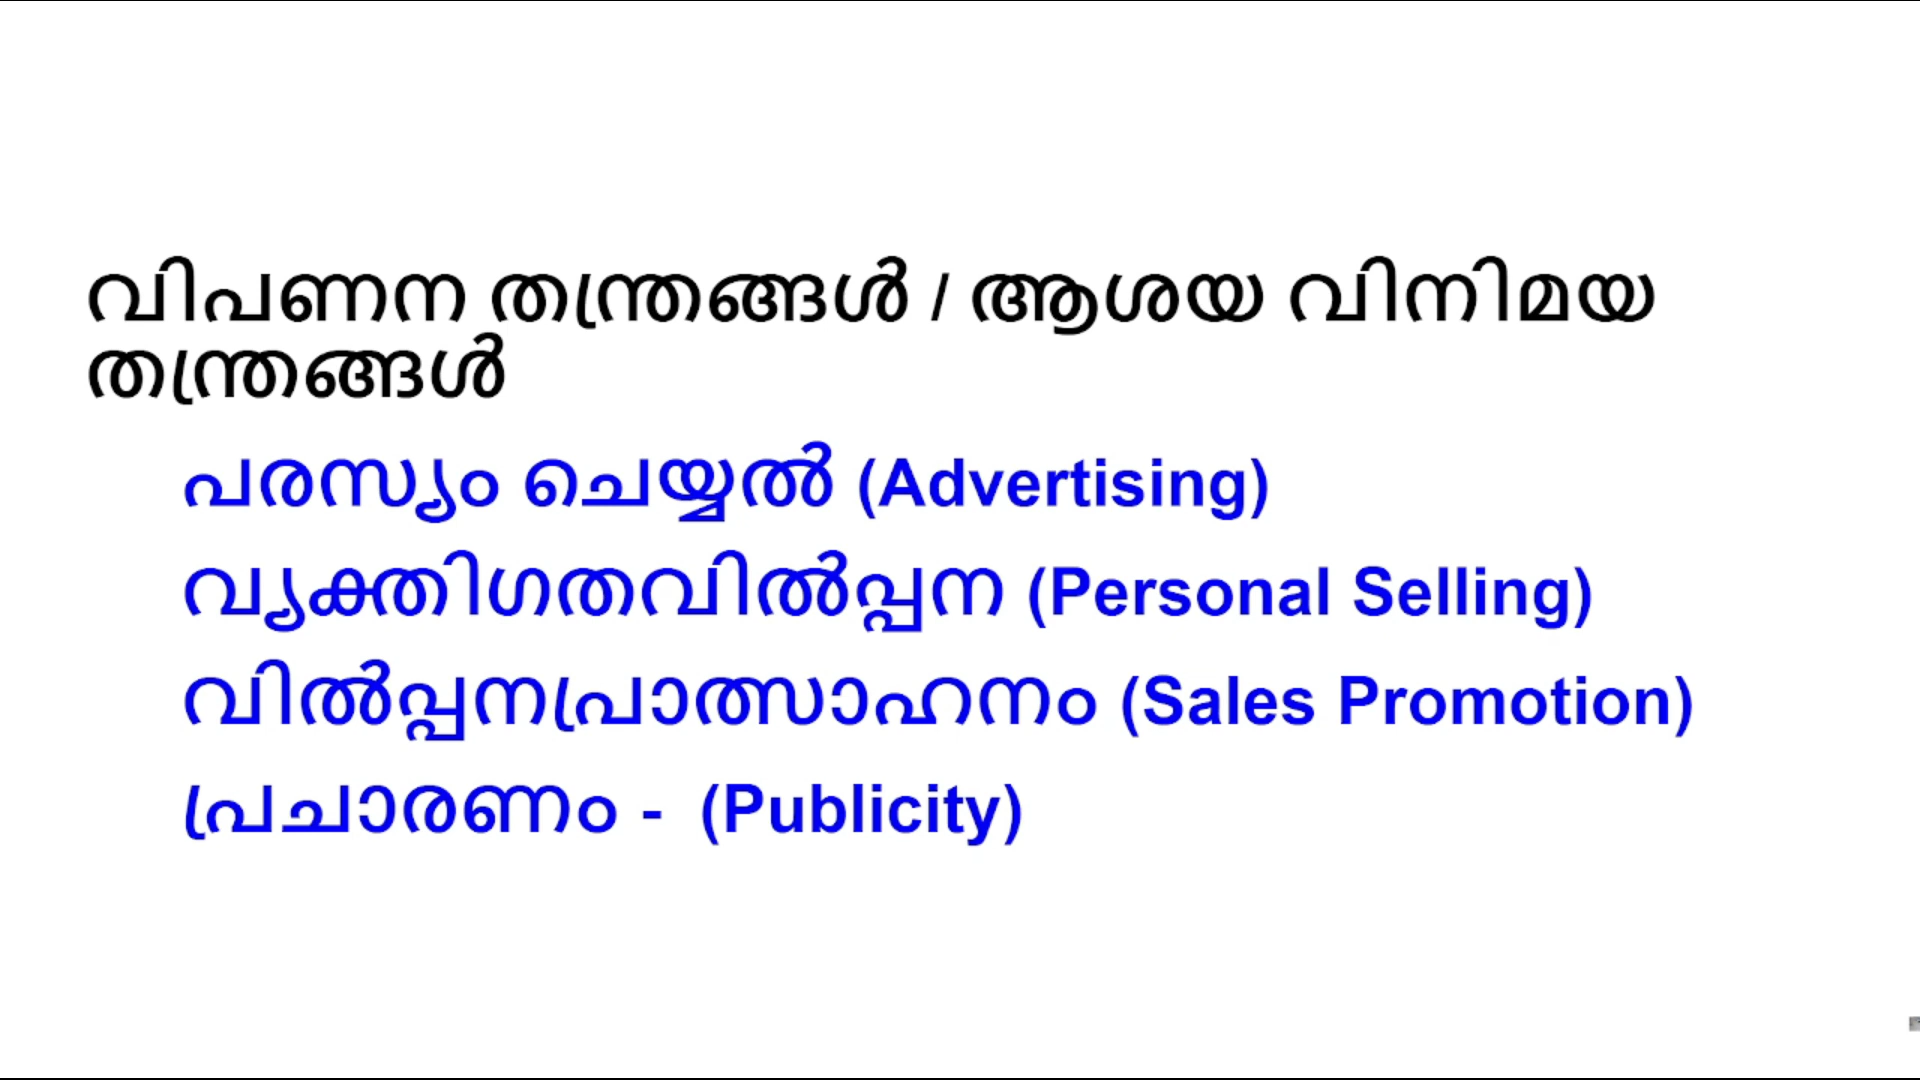 വിപണന തന്ത്രങ്ങൾ / ആശയ വിനിമയ
തന്ത്രങ്ങൾ
പരസ്യം ചെയ്യൽ (Advertising)
വ്യക്തിഗതവിൽപ്പന (Personal Selling)
വിൽപ്പനപ്രാത്സാഹനം (Sales Promotion)
പ്രചാരണം - (Publicity)